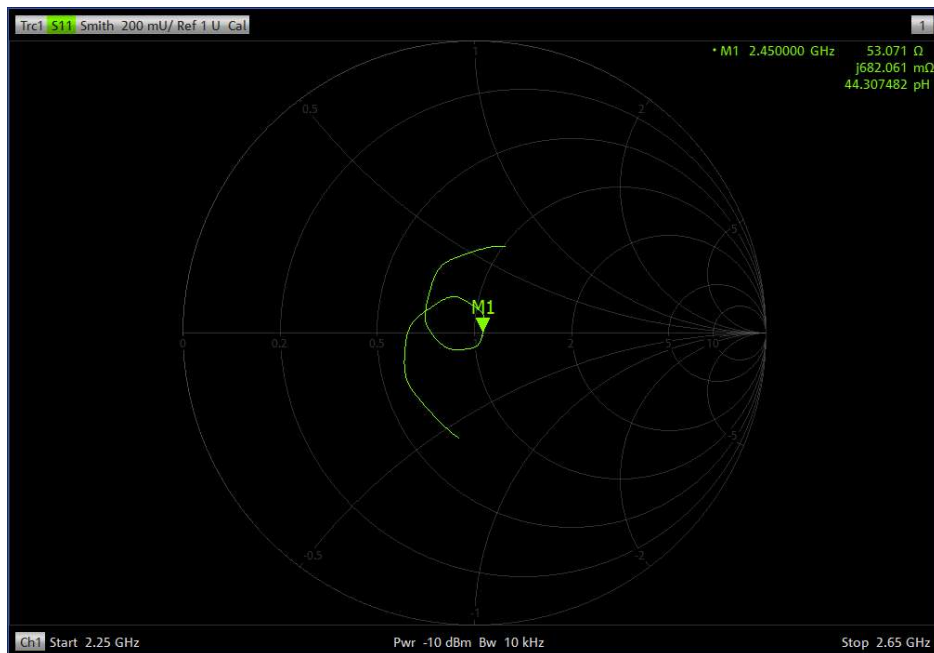 Trc1 S11 Smith 200 mU/ Ref 1 U Cal
1
• M1 2.450000 GHz 53.071 Ω
j682.061 mΩ
44.307482 pH
1
0.5
2
5
M1
0 0.2 0.5 1 2 5 10
-5
-0.5
-2
-1
Ch1 Start 2.25 GHz Pwr -10 dBm Bw 10 kHz Stop 2.65 GHz